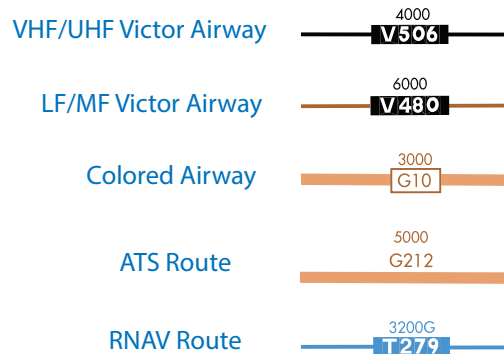 4000
VHF/UHF Victor Airway V506
6000
LF/MF Victor Airway V480
3000
Colored Airway G10
5000
ATS Route G212
3200G
RNAV Route T279